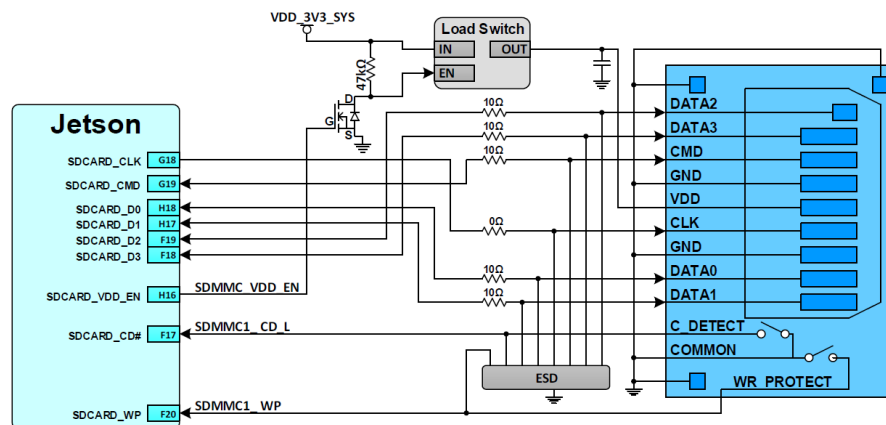 VDD_3V3_SYS
Load Switch
IN
OUT
EN
47kΩ
D
G
S
Jetson
SDCARD_CLK G18
SDCARD_CMD G19
SDCARD_D0 H18
SDCARD_D1 H17
SDCARD_D2 F19
SDCARD_D3 F18
SDCARD_VDD_EN H16
SDMMC_VDD_EN
SDCARD_CD# F17
SDMMC1_CD_L
SDCARD_WP F20
SDMMC1_WP
10Ω
10Ω
10Ω
0Ω
10Ω
10Ω
ESD
DATA2
DATA3
CMD
GND
VDD
CLK
GND
DATA0
DATA1
C_DETECT
COMMON
WR_PROTECT